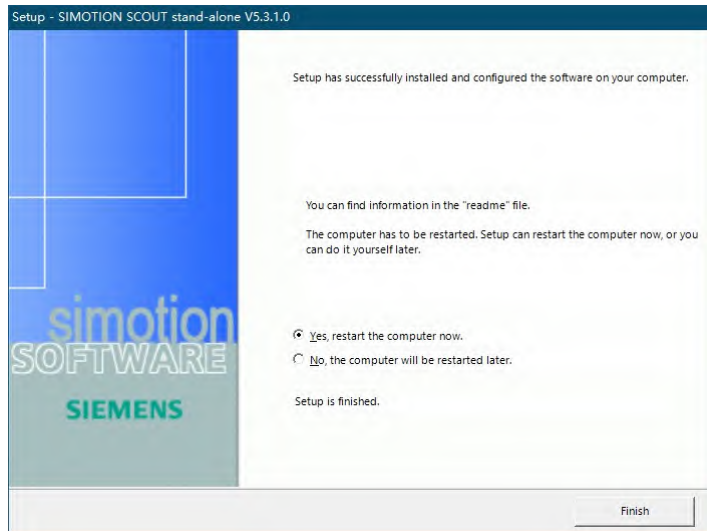 Setup - SIMOTION SCOUT stand-alone V5.3.1.0
Setup has successfully installed and configured the software on your computer.
You can find information in the "readme" file.
The computer has to be restarted. Setup can restart the computer now, or you
can do it yourself later.
simotion
SOFTWARE
SIEMENS
Yes, restart the computer now.
No, the computer will be restarted later.
Setup is finished.
Finish